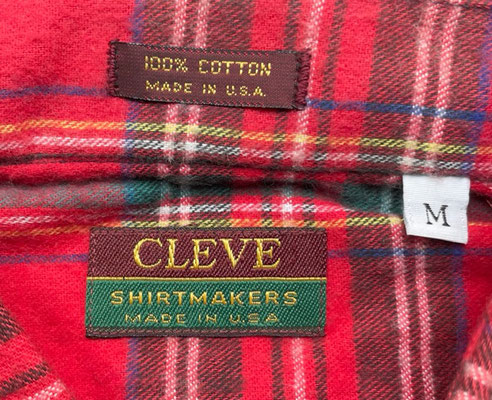 100% COTTON
MADE IN U.S.A.
M
CLEVE
SHIRTMAKERS
MADE IN U.S.A